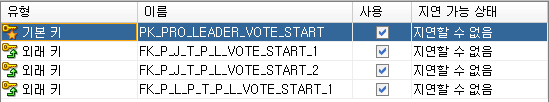 유형 이름 사용 지연 가능 상태
기본 키 PK_PRO_LEADER_VOTE_START 지연할 수 없음
외래 키 FK_P_J_T_P_L_VOTE_START_1 지연할 수 없음
외래 키 FK_P_J_T_P_L_VOTE_START_2 지연할 수 없음
외래 키 FK_P_L_P_T_P_L_VOTE_START_1 지연할 수 없음